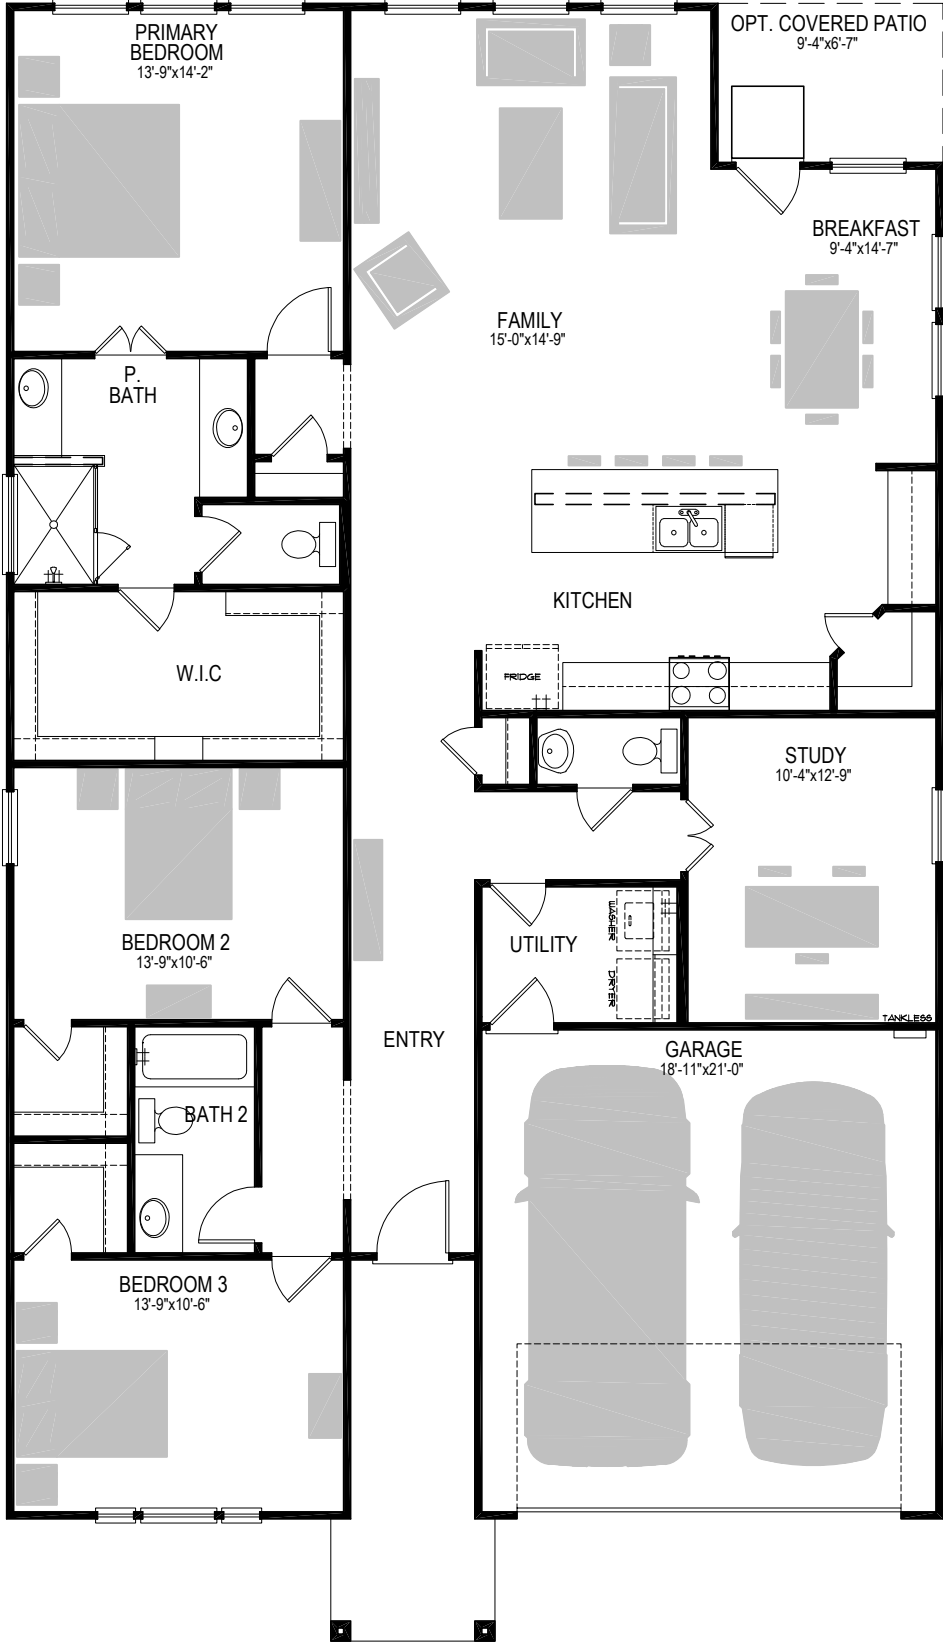 PRIMARY
BEDROOM
13'-9"x14'-2"
OPT. COVERED PATIO
9'-4"x6'-7"
BREAKFAST
9'-4"x14'-7"
FAMILY
15'-0"x14'-9"
P.
BATH
KITCHEN
W.I.C
FRIDGE
STUDY
10'-4"x12'-9"
BEDROOM 2
13'-9"x10'-6"
UTILITY
WASHER
DRYER
TANKLESS
ENTRY
GARAGE
18'-11"x21'-0"
BATH 2
BEDROOM 3
13'-9"x10'-6"